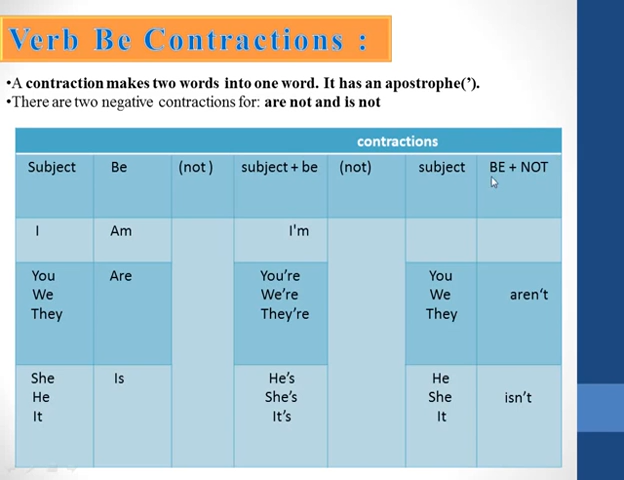 Verb Be Contractions :
•A contraction makes two words into one word. It has an apostrophe(’).
•There are two negative contractions for: are not and is not
contractions
Subject Be (not) subject + be (not) subject BE + NOT
I Am I'm
You Are You’re You
We We’re We aren‘t
They They’re They
She Is He’s He
He She’s She isn’t
It It’s It